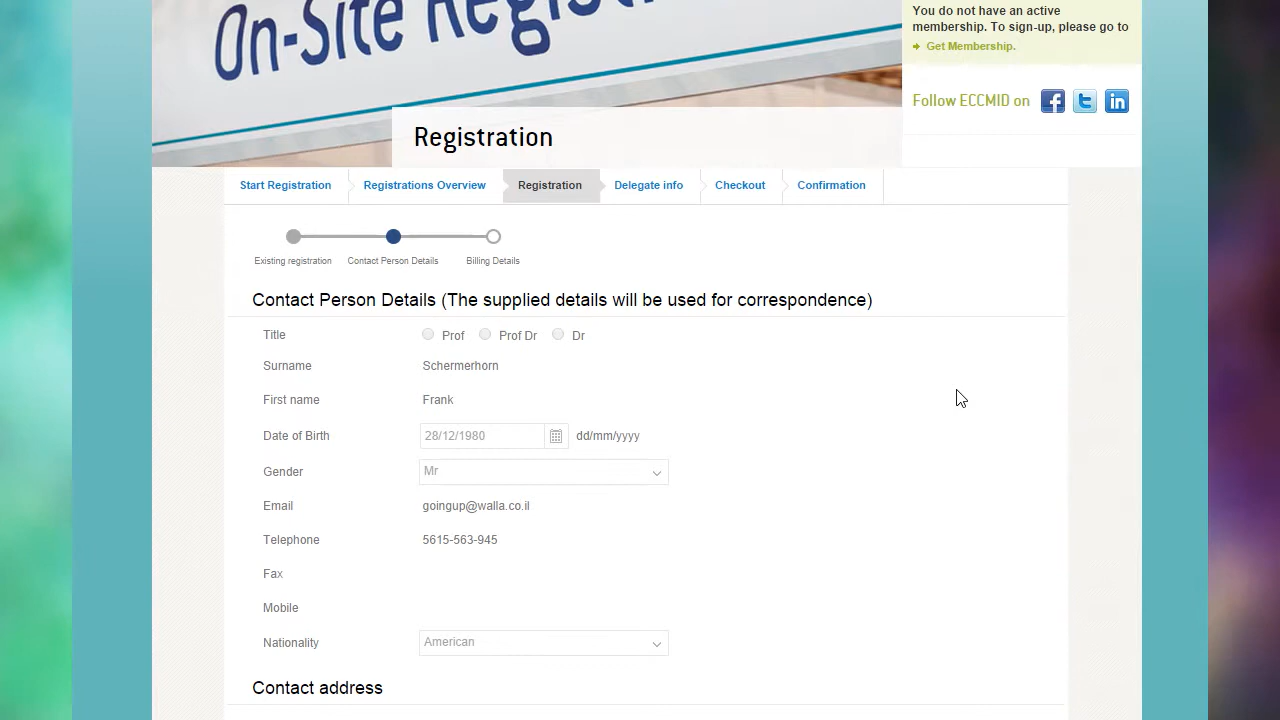 On-Site Registr
You do not have an active
membership. To sign-up, please go to
Get Membership.
Follow ECCMID on
Registration
Start Registration Registrations Overview Registration Delegate info Checkout Confirmation
Existing registration Contact Person Details Billing Details
Contact Person Details (The supplied details will be used for correspondence)
Title Prof Prof Dr Dr
Surname Schermerhorn
First name Frank
Date of Birth 28/12/1980 dd/mm/yyyy
Gender Mr
Email goingup@walla.co.il
Telephone 5615-563-945
Fax
Mobile
Nationality American
Contact address